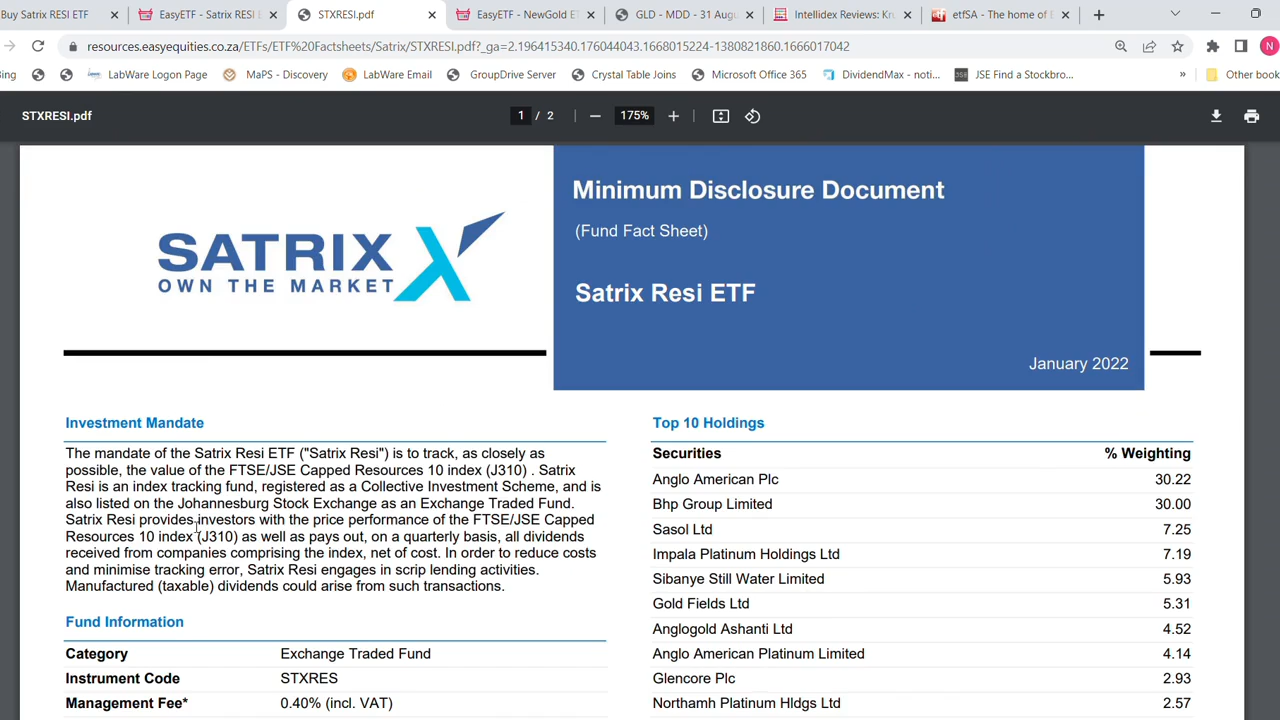 Buy Satrix RESI ETF
EasyETF - Satrix RESI E
STXRESI.pdf
EasyETF - NewGold ET
GLD - MDD - 31 Augu
Intellidex Reviews: Kru
etfSA - The home of E
resources.easyequities.co.za/ETFs/ETF%20Factsheets/Satrix/STXRESI.pdf?_ga=2.196415340.176044043.1668015224-1380821860.1666017042
N
Bing
LabWare Logon Page
MaPS - Discovery
LabWare Email
GroupDrive Server
Crystal Table Joins
Microsoft Office 365
DividendMax - noti...
JSE Find a Stockbro...
»
Other book
STXRESI.pdf
1 / 2
175%
SATRIX
OWN THE MARKET
Minimum Disclosure Document
(Fund Fact Sheet)
Satrix Resi ETF
January 2022
Investment Mandate
The mandate of the Satrix Resi ETF ("Satrix Resi") is to track, as closely as
possible, the value of the FTSE/JSE Capped Resources 10 index (J310) . Satrix
Resi is an index tracking fund, registered as a Collective Investment Scheme, and is
also listed on the Johannesburg Stock Exchange as an Exchange Traded Fund.
Satrix Resi provides investors with the price performance of the FTSE/JSE Capped
Resources 10 index (J310) as well as pays out, on a quarterly basis, all dividends
received from companies comprising the index, net of cost. In order to reduce costs
and minimise tracking error, Satrix Resi engages in scrip lending activities.
Manufactured (taxable) dividends could arise from such transactions.
Fund Information
Category Exchange Traded Fund
Instrument Code STXRES
Management Fee* 0.40% (incl. VAT)
Top 10 Holdings
Securities % Weighting
Anglo American Plc 30.22
Bhp Group Limited 30.00
Sasol Ltd 7.25
Impala Platinum Holdings Ltd 7.19
Sibanye Still Water Limited 5.93
Gold Fields Ltd 5.31
Anglogold Ashanti Ltd 4.52
Anglo American Platinum Limited 4.14
Glencore Plc 2.93
Northamh Platinum Hldgs Ltd 2.57